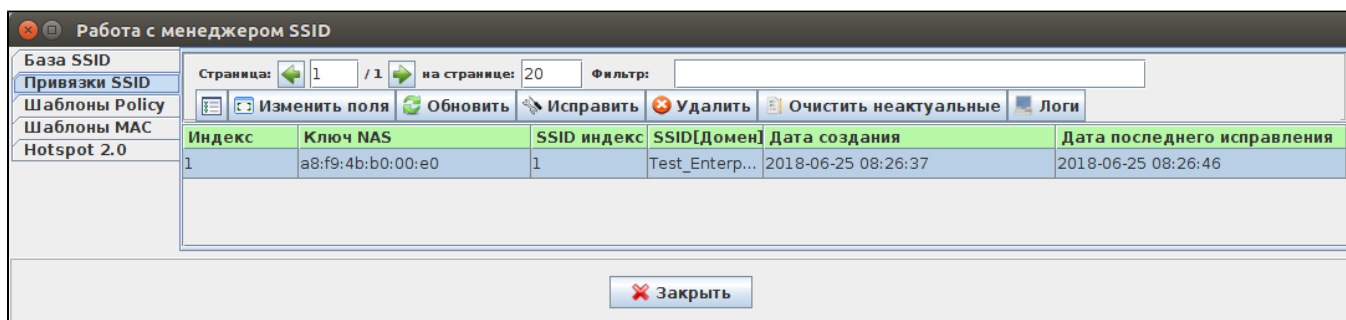 Работа с менеджером SSID
База SSID
Привязки SSID
Шаблоны Policy
Шаблоны MAC
Hotspot 2.0
Страница: 1 / 1 на странице: 20 Фильтр:
Изменить поля Обновить Исправить Удалить Очистить неактуальные Логи
Индекс Ключ NAS SSID индекс SSID[Домен] Дата создания Дата последнего исправления
1 a8:f9:4b:b0:00:e0 1 Test_Enterp... 2018-06-25 08:26:37 2018-06-25 08:26:46
Закрыть